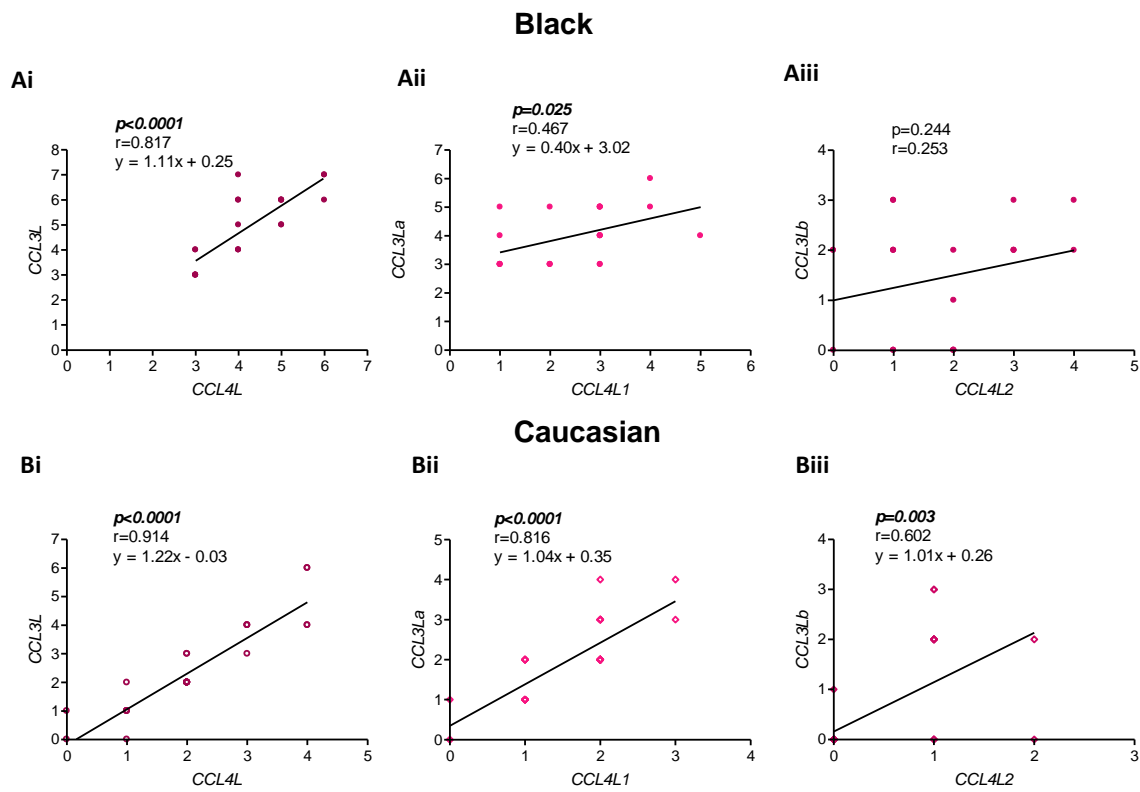 Black
Ai
p<0.0001
r=0.817
y = 1.11x + 0.25
8
7
6
5
4
3
2
1
0
CCL3L
0 1 2 3 4 5 6 7
CCL4L
Aii
p=0.025
r=0.467
y = 0.40x + 3.02
7
6
5
4
3
2
1
0
CCL3La
0 1 2 3 4 5 6
CCL4L1
Aiii
p=0.244
r=0.253
4
3
2
1
0
CCL3Lb
0 1 2 3 4 5
CCL4L2
Caucasian
Bi
p<0.0001
r=0.914
y = 1.22x - 0.03
7
6
5
4
3
2
1
0
CCL3L
0 1 2 3 4 5
CCL4L
Bii
p<0.0001
r=0.816
y = 1.04x + 0.35
5
4
3
2
1
0
CCL3La
0 1 2 3 4
CCL4L1
Biii
p=0.003
r=0.602
y = 1.01x + 0.26
4
3
2
1
0
CCL3Lb
0 1 2 3
CCL4L2